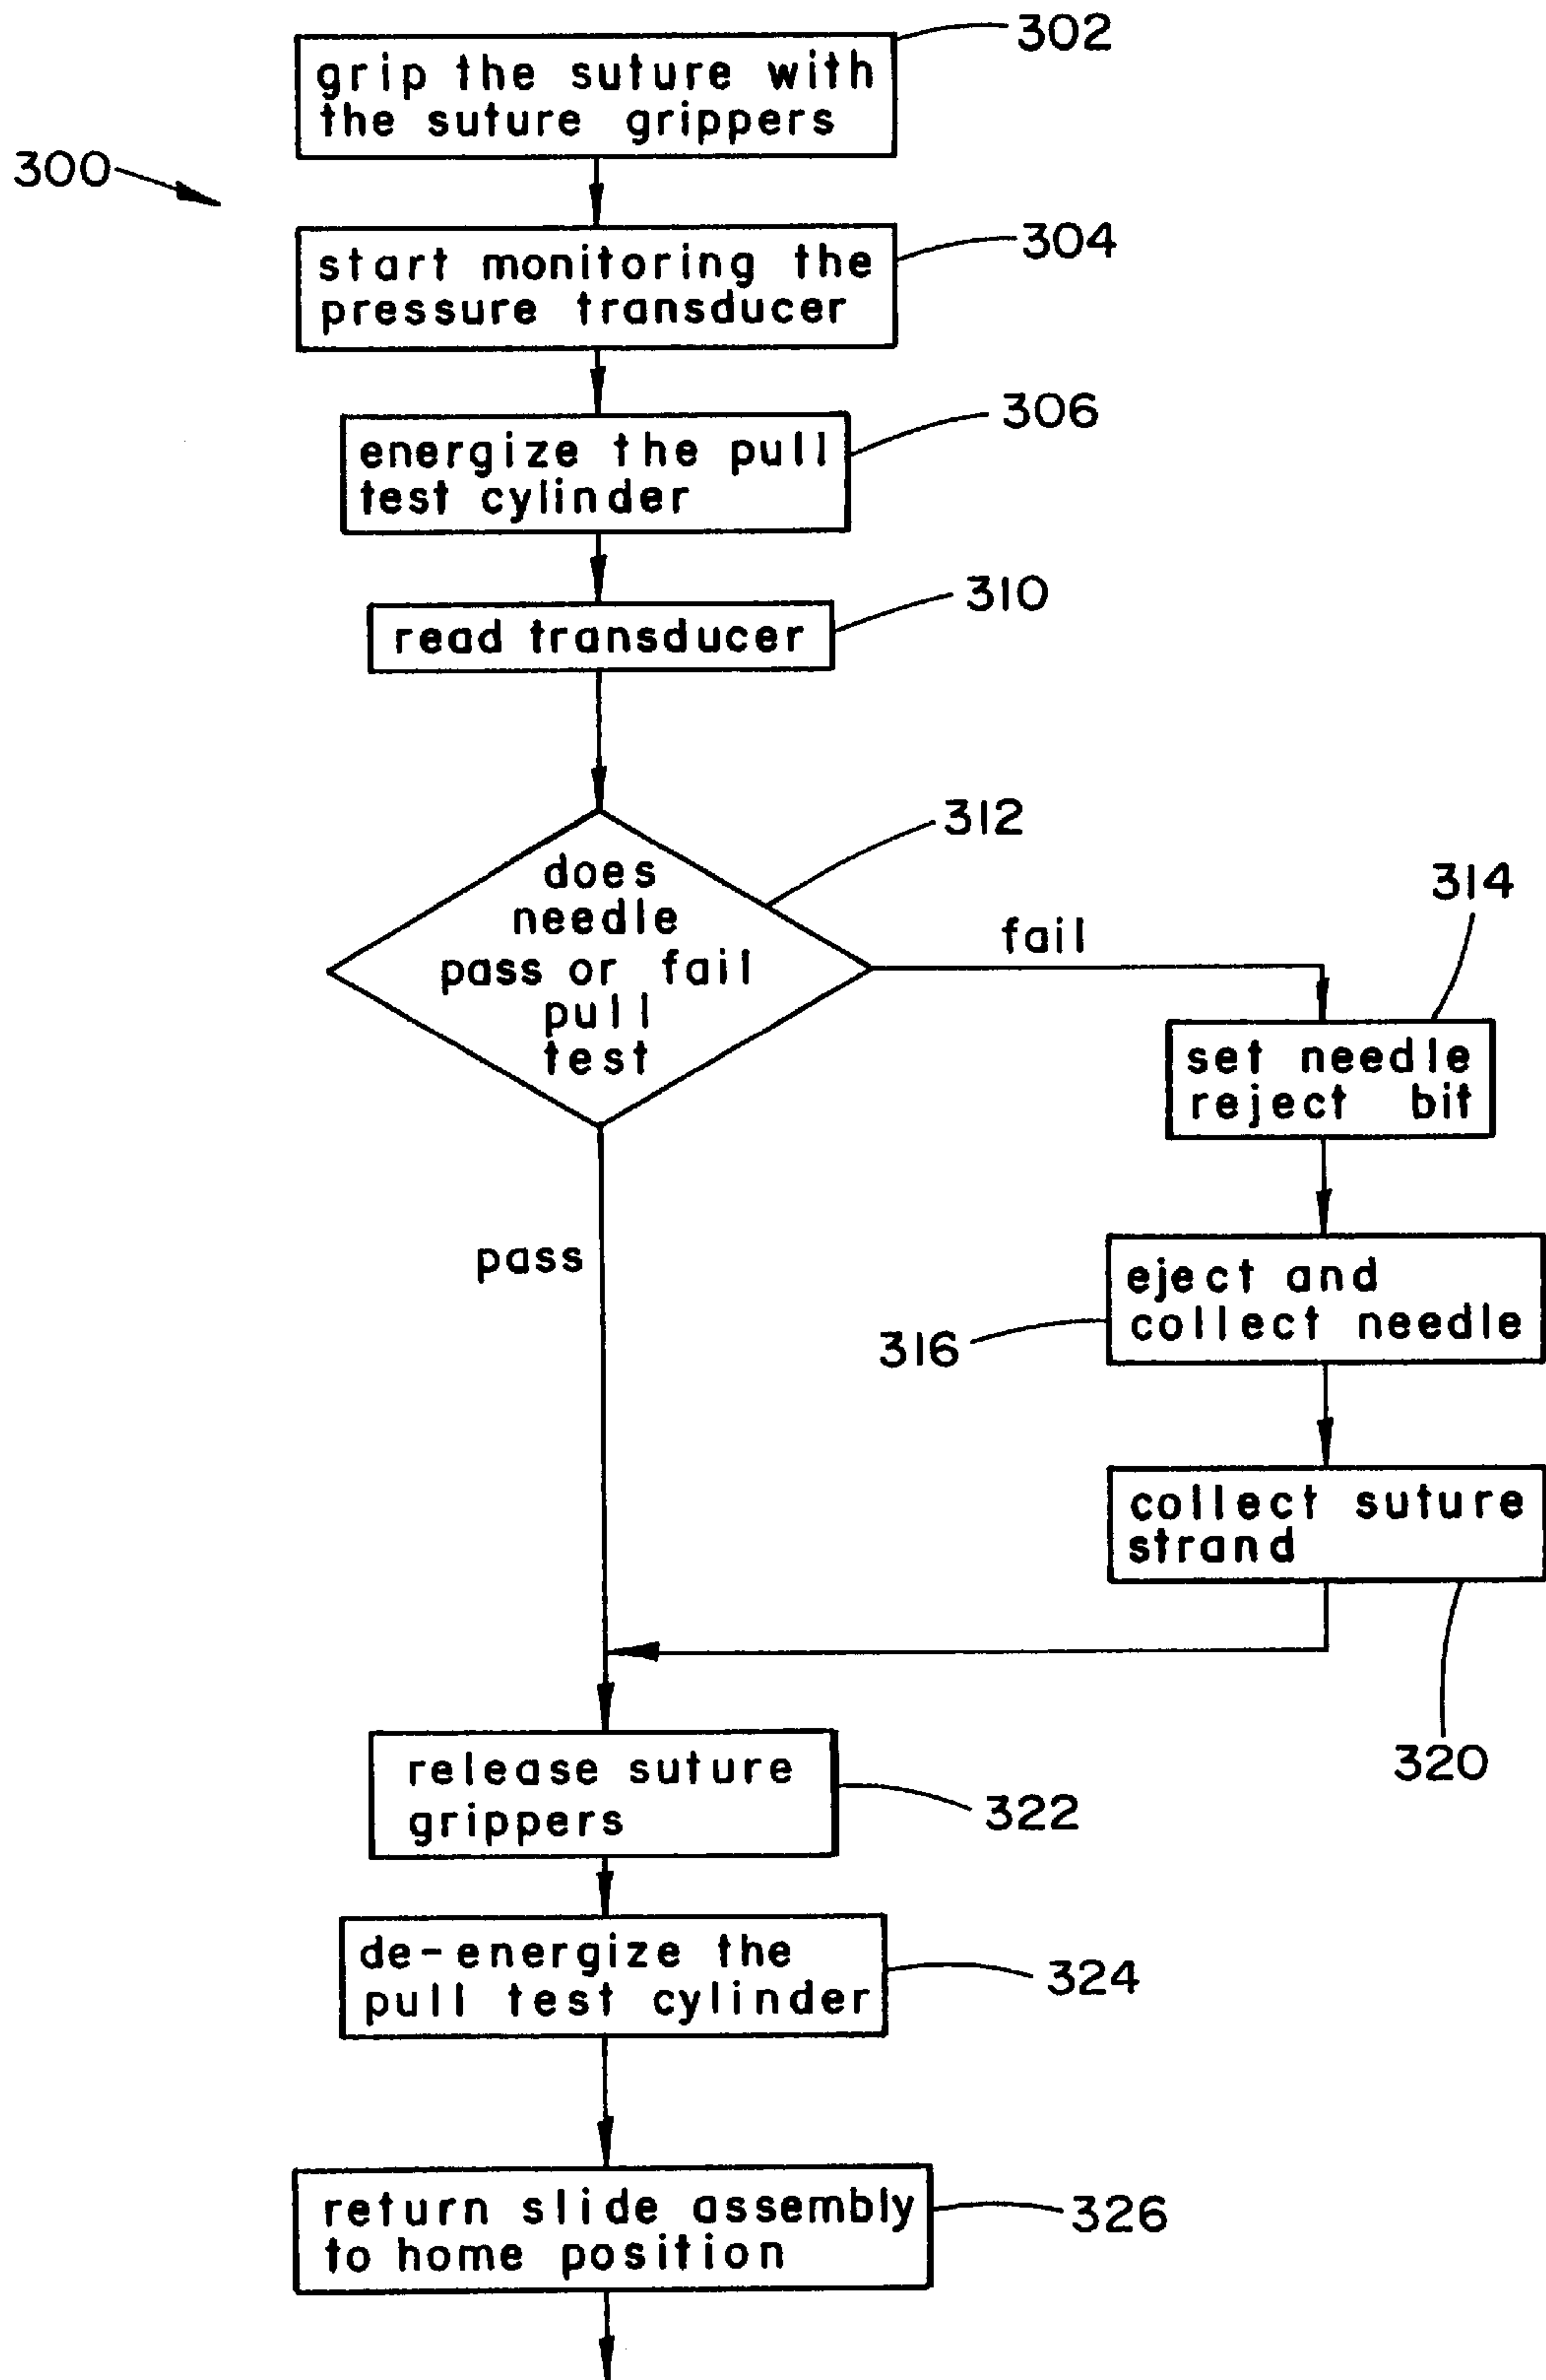 302
grip the suture with
the suture grippers
300
304
start monitoring the
pressure transducer
306
energize the pull
test cylinder
310
read transducer
312
does
needle
pass or fail
pull
test
fail
314
set needle
reject bit
pass
eject and
collect needle
316
collect suture
strand
320
release suture
grippers
322
de-energize the
pull test cylinder
324
return slide assembly
to home position
326